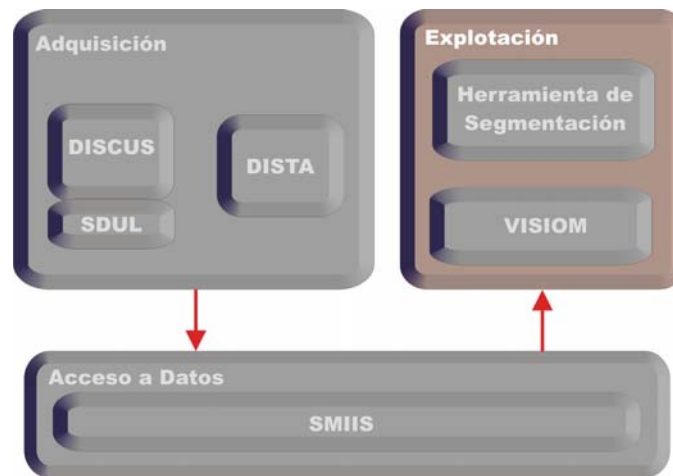 Adquisición
DISCUS
SDUL
DISTA
Explotación
Herramienta de
Segmentación
VISIOM
Acceso a Datos
SMIIS